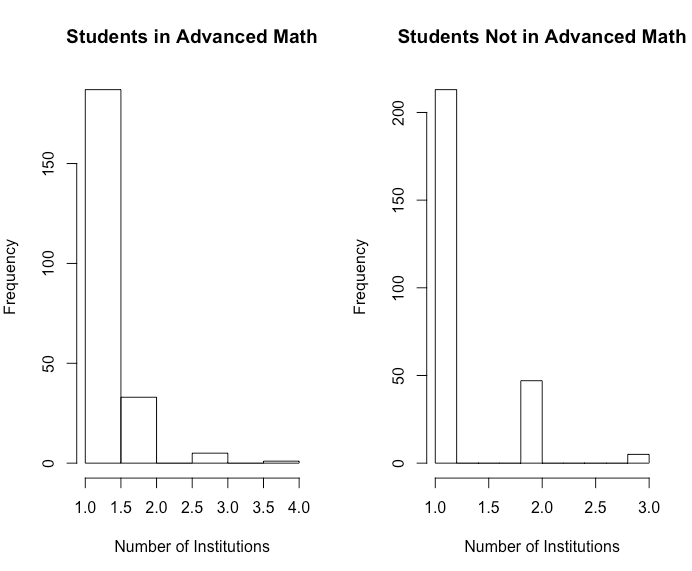 Students in Advanced Math
Frequency
0
50
100
150
1.0 1.5 2.0 2.5 3.0 3.5 4.0
Number of Institutions
Students Not in Advanced Math
Frequency
0
50
100
150
200
1.0 1.5 2.0 2.5 3.0
Number of Institutions